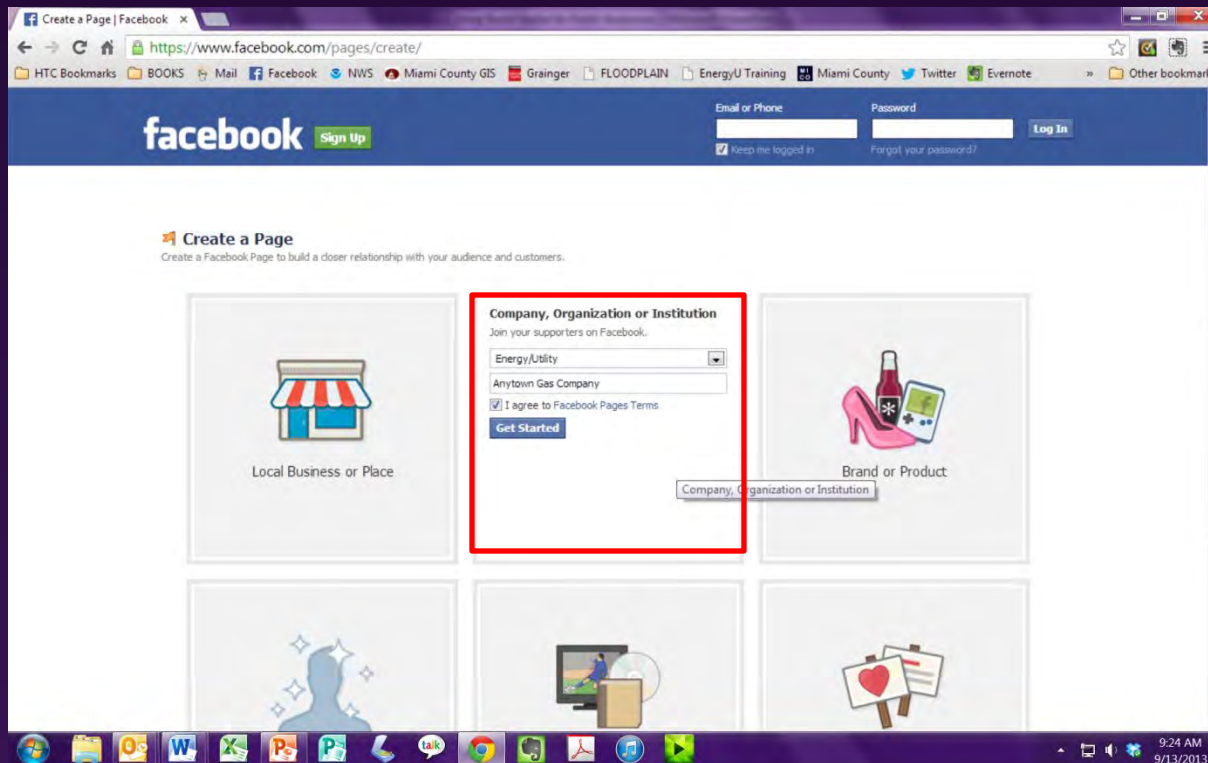 Create a Page | Facebook
https://www.facebook.com/pages/create/
HTC Bookmarks BOOKS Mail Facebook NWS Miami County GIS Grainger FLOODPLAIN EnergyU Training Miami County Twitter Evernote » Other bookmark
facebook Sign Up
Email or Phone Password
Log In
Keep me logged in Forgot your password?
Create a Page
Create a Facebook Page to build a closer relationship with your audience and customers.
Local Business or Place
Company, Organization or Institution
Join your supporters on Facebook.
Energy/Utility
Anytown Gas Company
I agree to Facebook Pages Terms
Get Started
Company, Organization or Institution
Brand or Product
talk
9:24 AM
9/13/2013